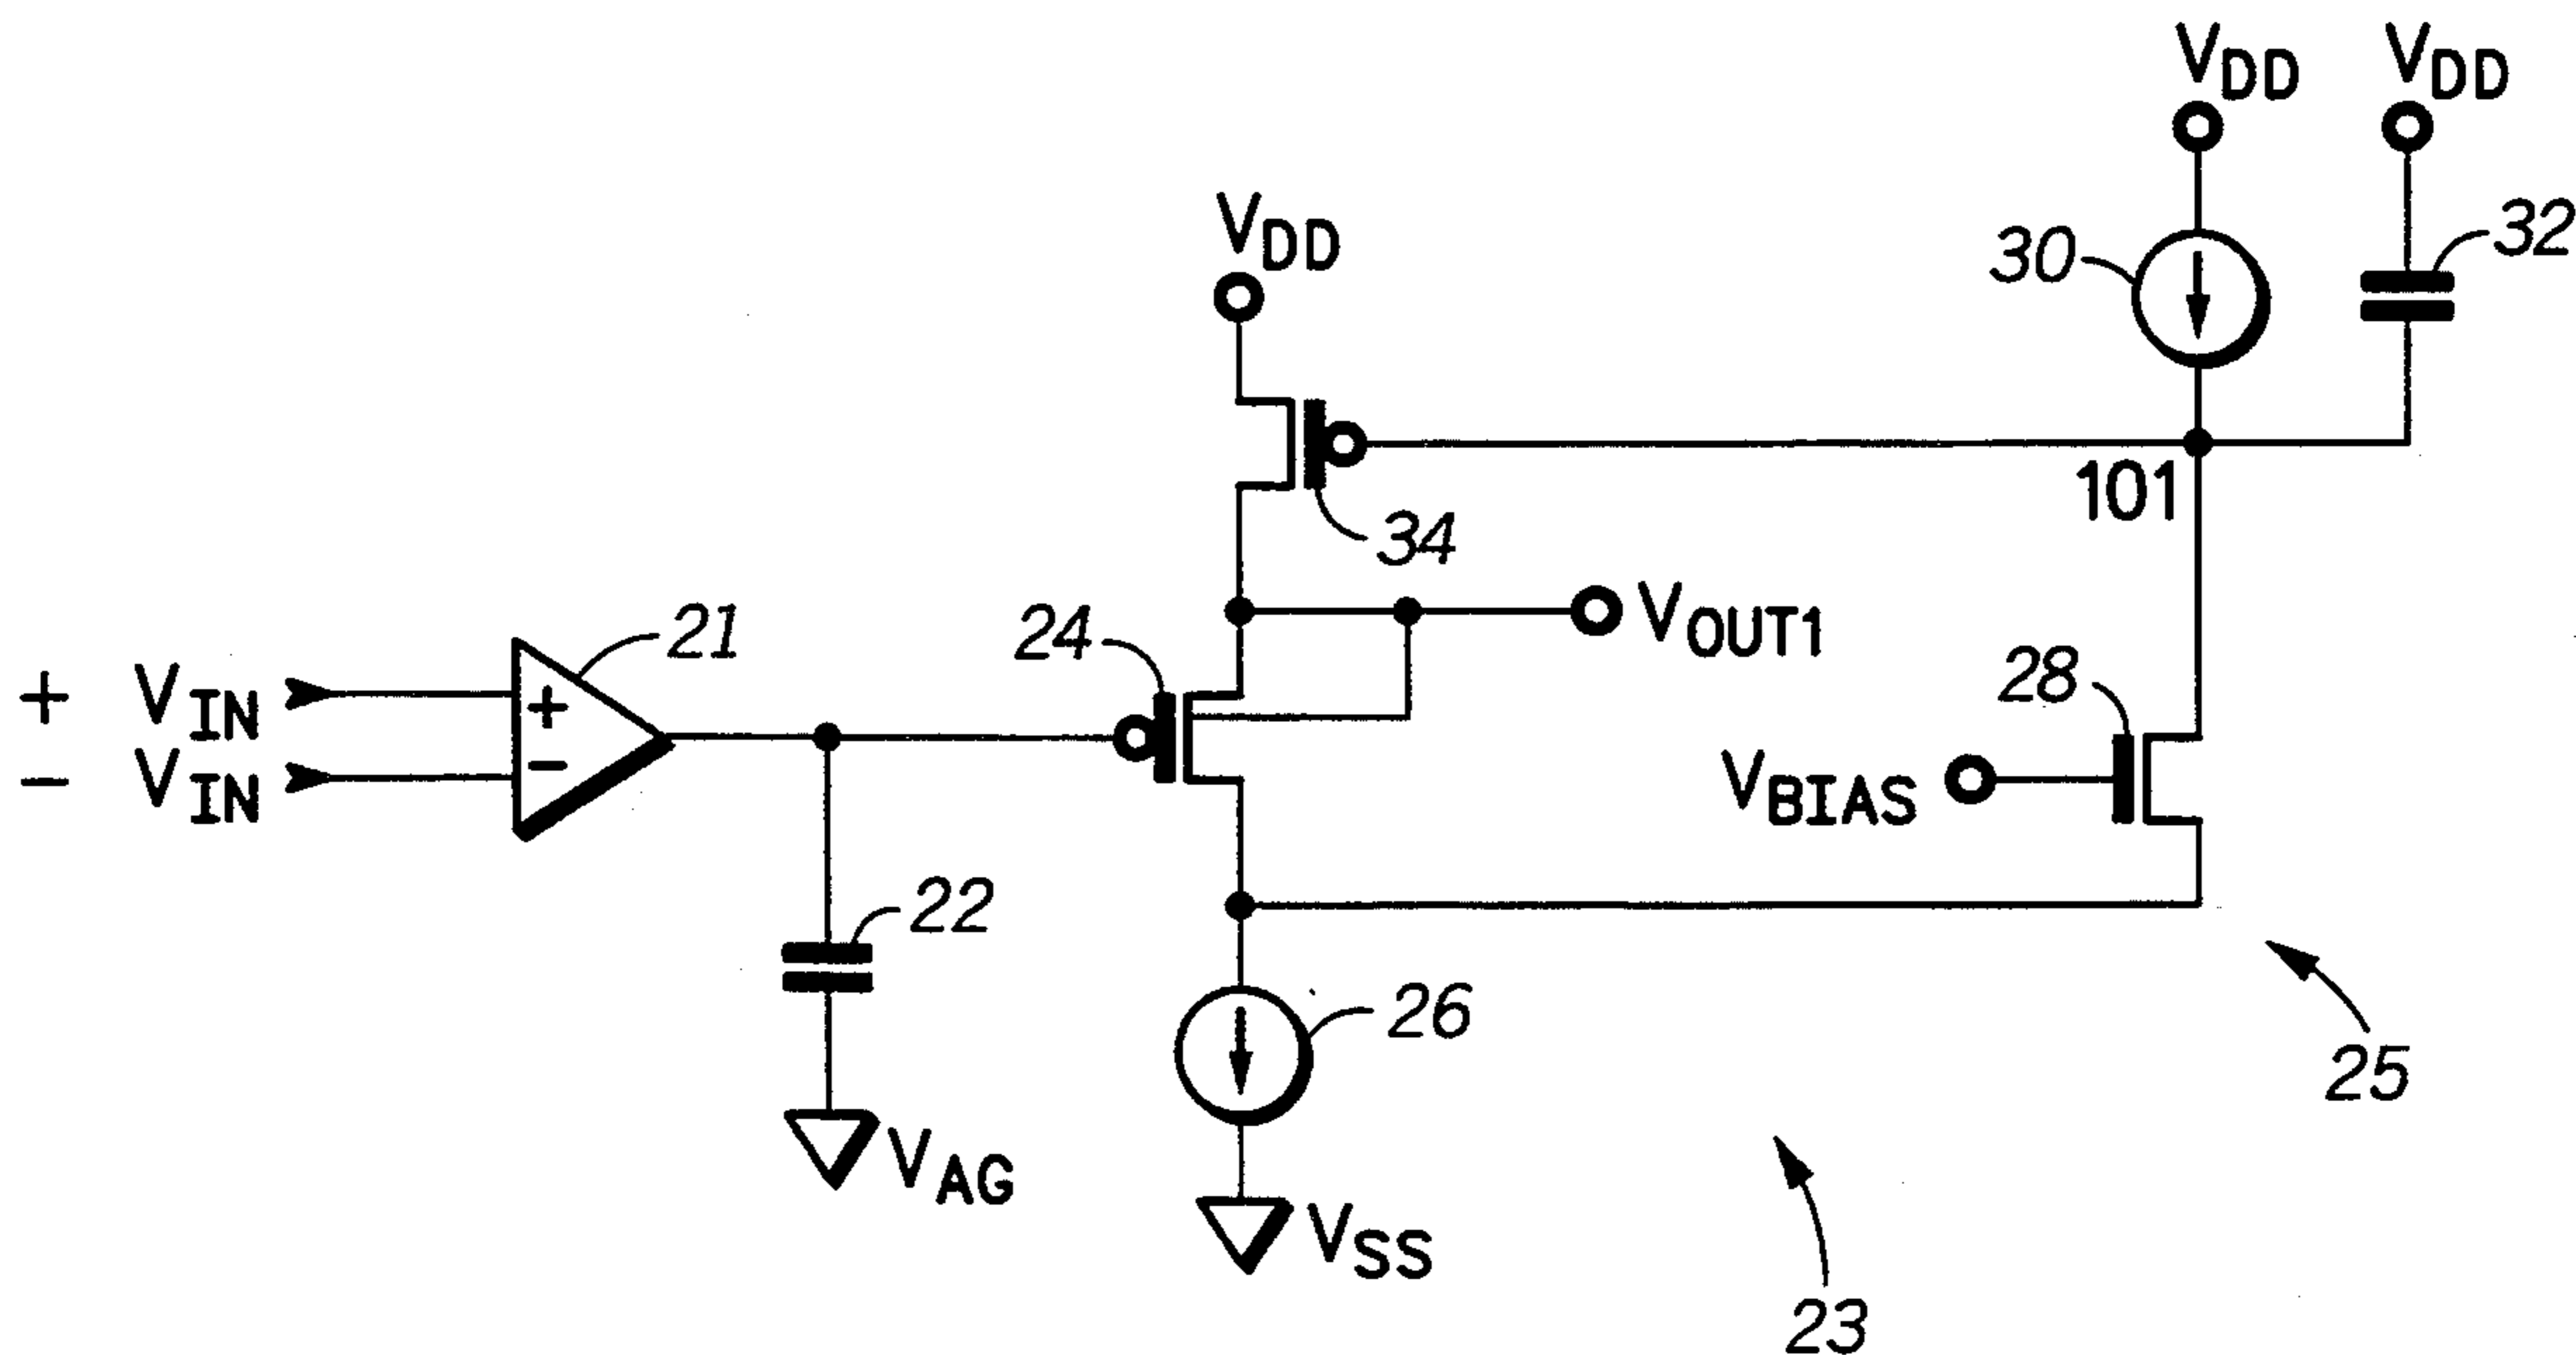 VDD
VDD
VDD
30
32
34
101
+ VIN
- VIN
+
-
21
24
VOUT1
28
VBIAS
22
VAG
26
VSS
25
23